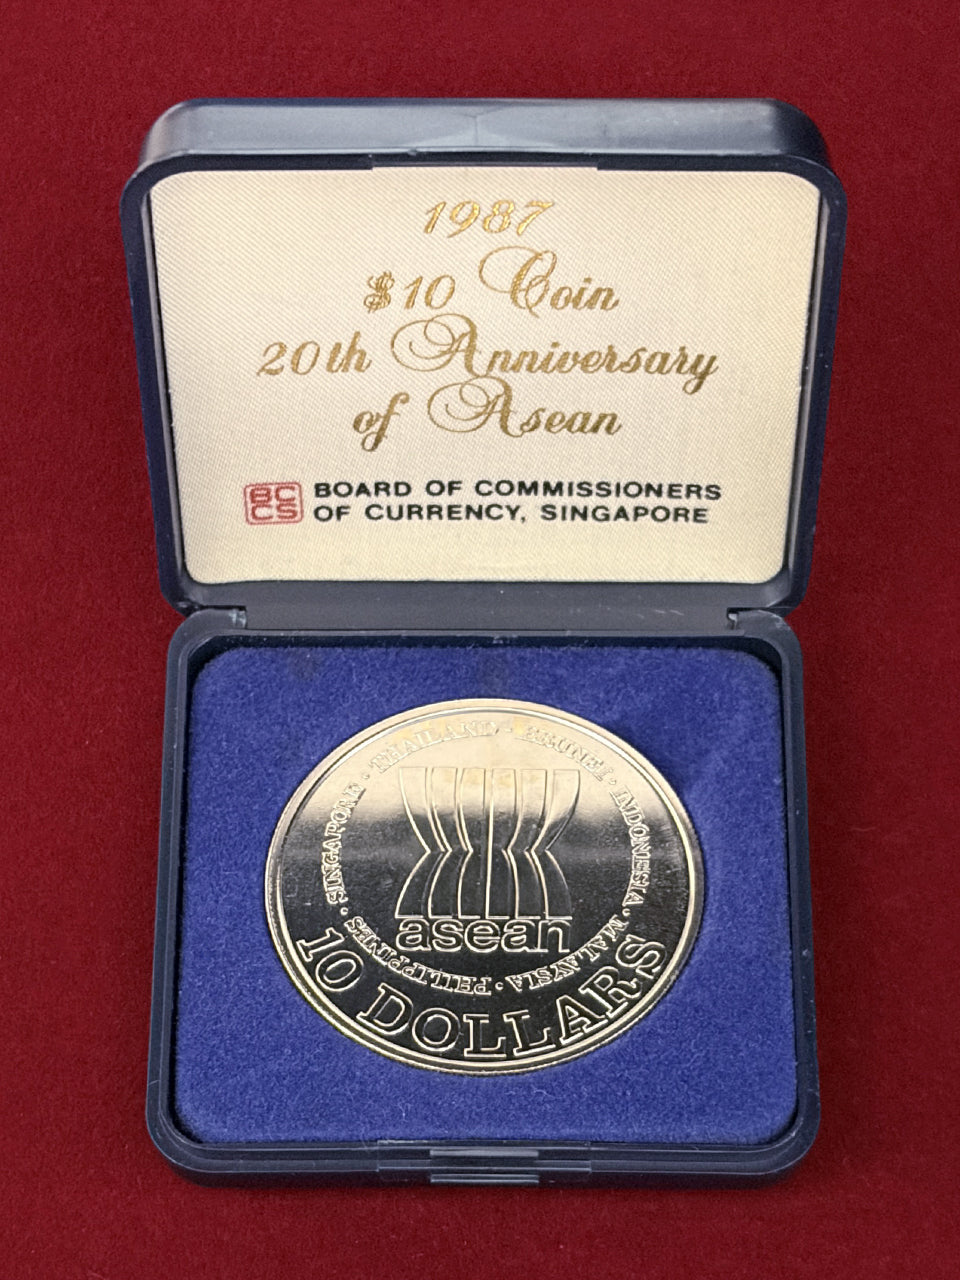 1987
$10 Coin
20th Anniversary
of Asean
BC
CS
BOARD OF COMMISSIONERS
OF CURRENCY, SINGAPORE
SINGAPORE · THAILAND · BRUNEI · INDONESIA · MALAYSIA · PHILIPPINES ·
asean
10 DOLLARS